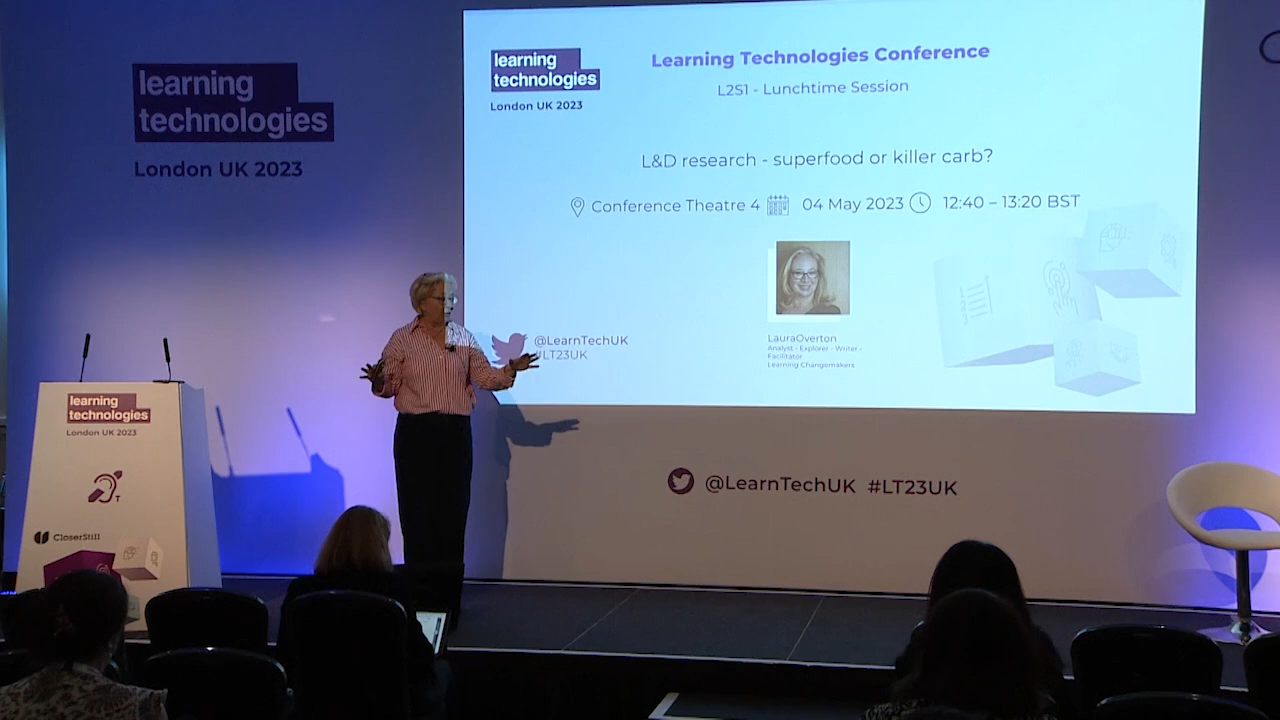 learning
technologies
London UK 2023
learning
technologies
London UK 2023
Learning Technologies Conference
L2S1 - Lunchtime Session
L&D research - superfood or killer carb?
Conference Theatre 4 04 May 2023 12:40 – 13:20 BST
LauraOverton
Analyst - Explorer - Writer -
Facilitator
Learning Changemakers
@LearnTechUK
#LT23UK
@LearnTechUK #LT23UK
learning
technologies
London UK 2023
T
CloserStill